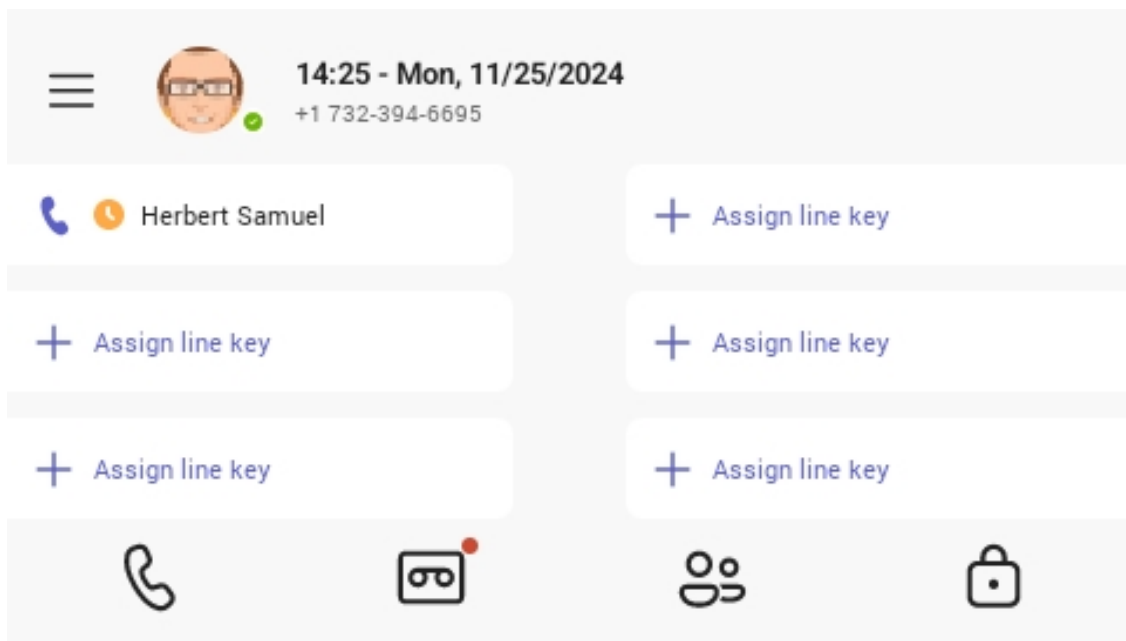 14:25 - Mon, 11/25/2024
+1 732-394-6695
Herbert Samuel
Assign line key
Assign line key
Assign line key
Assign line key
Assign line key